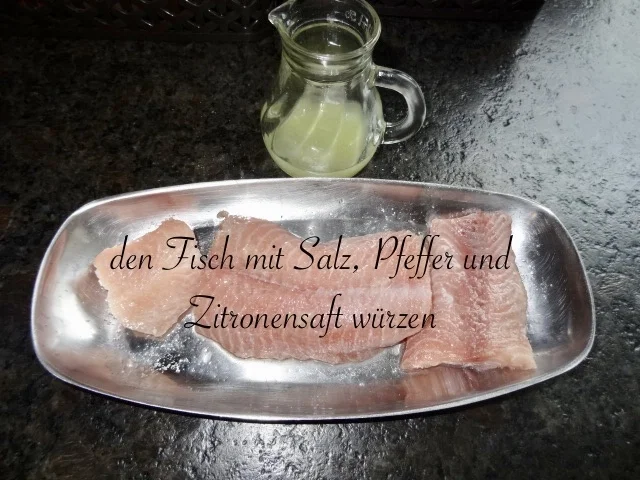 den Fisch mit Salz, Pfeffer und
Zitronensaft würzen